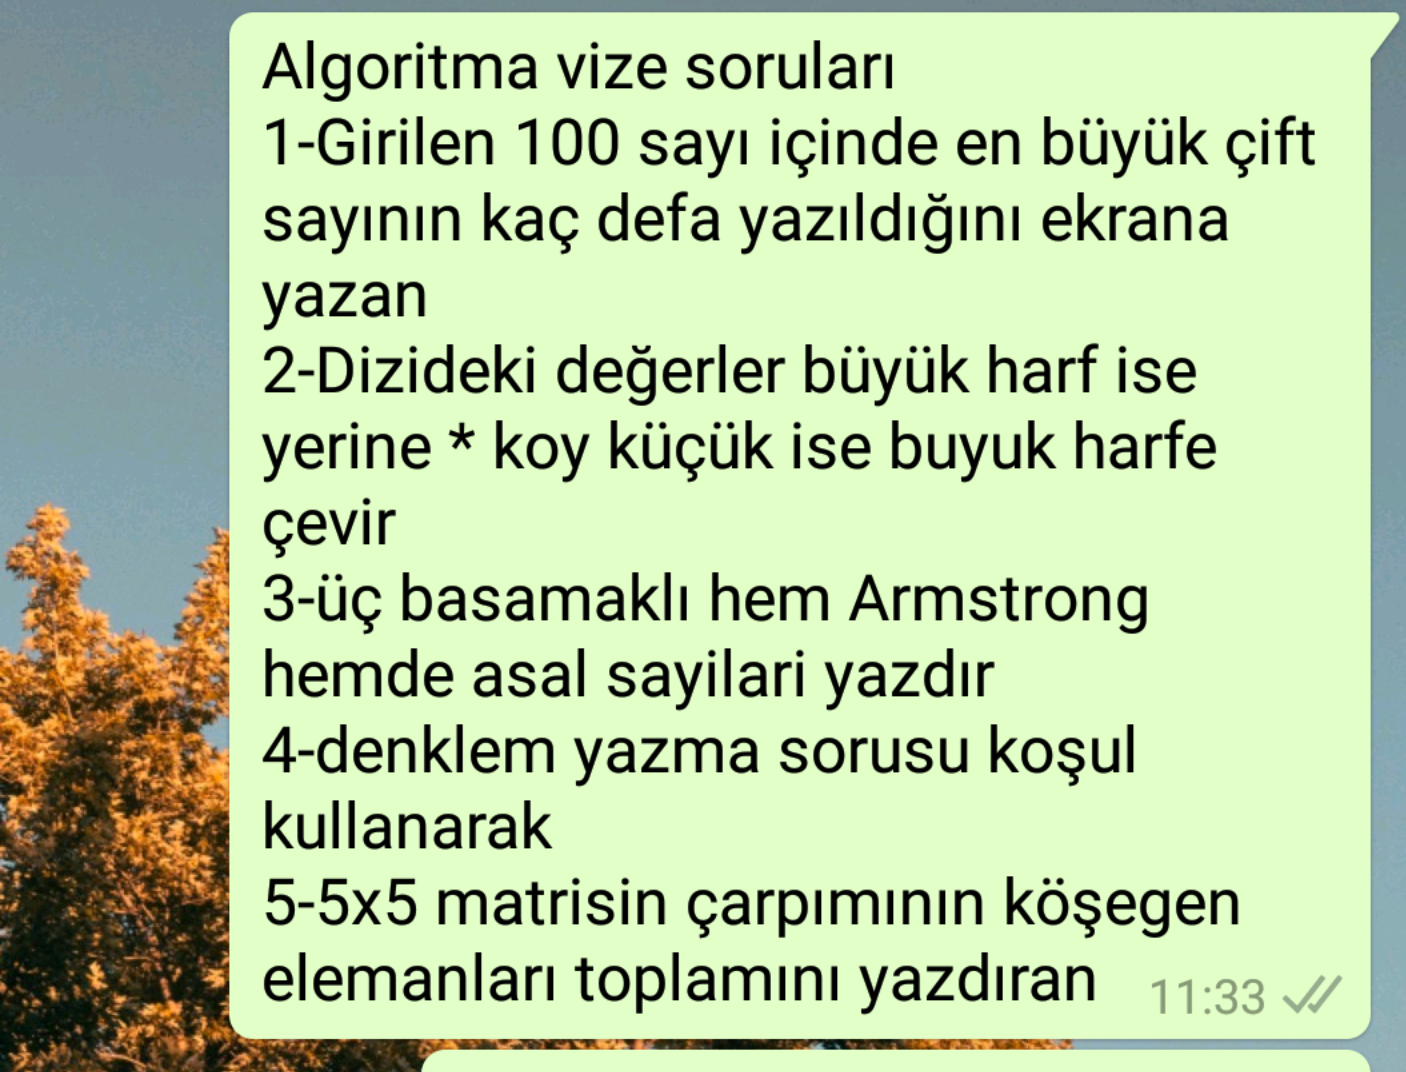 Algoritma vize soruları
1-Girilen 100 sayı içinde en büyük çift
sayının kaç defa yazıldığını ekrana
yazan
2-Dizideki değerler büyük harf ise
yerine * koy küçük ise buyuk harfe
çevir
3-üç basamaklı hem Armstrong
hemde asal sayilari yazdır
4-denklem yazma sorusu koşul
kullanarak
5-5x5 matrisin çarpımının köşegen
elemanları toplamını yazdıran
11:33